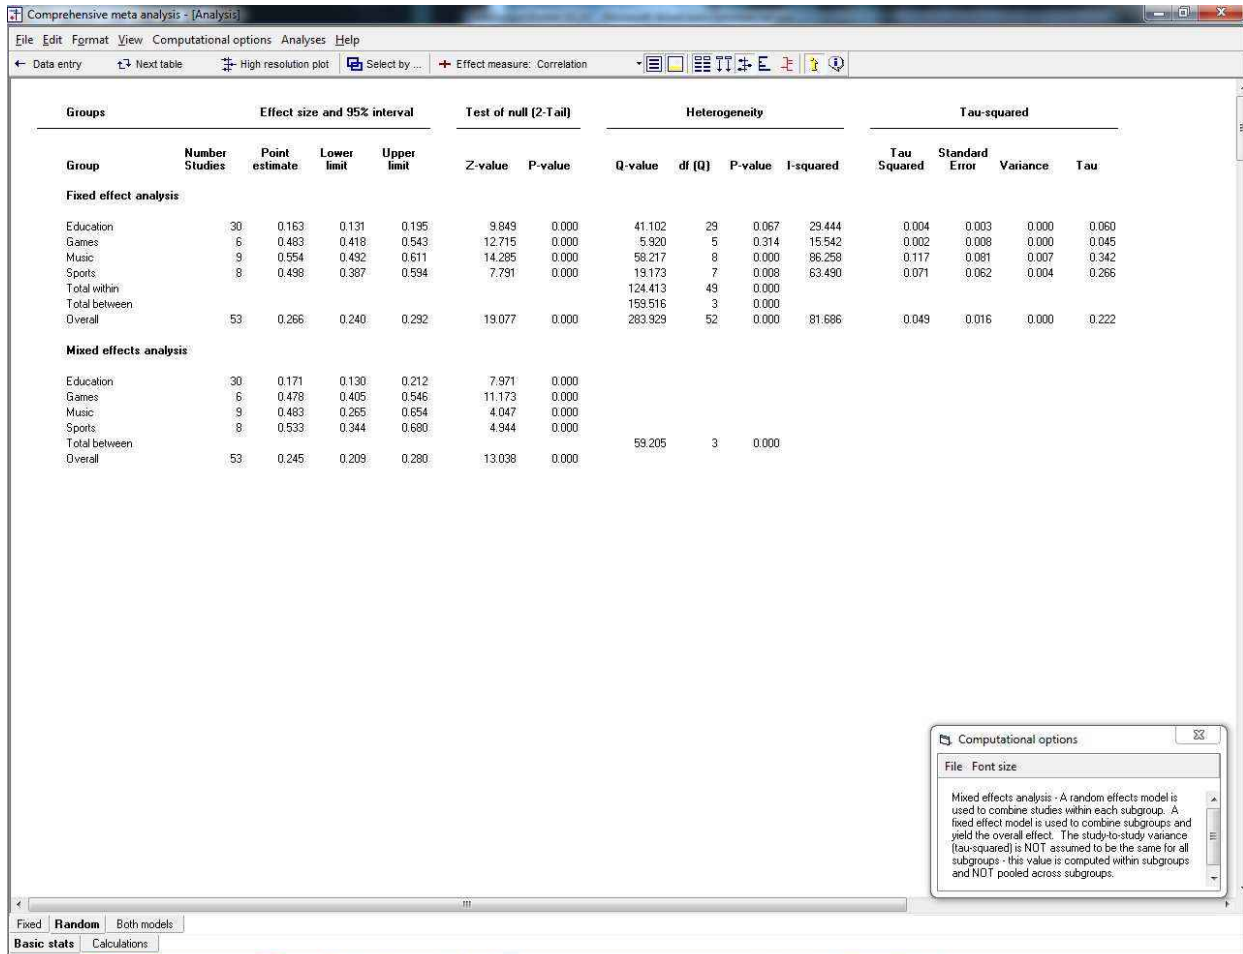 Comprehensive meta analysis - [Analysis]
File Edit Format View Computational options Analyses Help
Data entry Next table High resolution plot Select by ... Effect measure: Correlation
Groups Effect size and 95% interval Test of null (2-Tail) Heterogeneity Tau-squared
Group Number Studies Point estimate Lower limit Upper limit Z-value P-value Q-value df (Q) P-value I-squared Tau Squared Standard Error Variance Tau
Fixed effect analysis
Education 30 0.163 0.131 0.195 9.849 0.000 41.102 29 0.067 29.444 0.004 0.003 0.000 0.060
Games 6 0.483 0.418 0.543 12.715 0.000 5.920 5 0.314 15.542 0.002 0.008 0.000 0.045
Music 9 0.554 0.492 0.611 14.285 0.000 58.217 8 0.000 86.258 0.117 0.081 0.007 0.342
Sports 8 0.498 0.387 0.594 7.791 0.000 19.173 7 0.008 63.490 0.071 0.062 0.004 0.266
Total within 124.413 49 0.000
Total between 159.516 3 0.000
Overall 53 0.266 0.240 0.292 19.077 0.000 283.929 52 0.000 81.686 0.049 0.016 0.000 0.222
Mixed effects analysis
Education 30 0.171 0.130 0.212 7.971 0.000
Games 6 0.478 0.405 0.546 11.173 0.000
Music 9 0.483 0.265 0.654 4.047 0.000
Sports 8 0.533 0.344 0.680 4.944 0.000
Total between 59.205 3 0.000
Overall 53 0.245 0.209 0.280 13.038 0.000
Computational options
File Font size
Mixed effects analysis - A random effects model is
used to combine studies within each subgroup. A
fixed effect model is used to combine subgroups and
yield the overall effect. The study-to-study variance
(tau-squared) is NOT assumed to be the same for all
subgroups - this value is computed within subgroups
and NOT pooled across subgroups.
Fixed Random Both models
Basic stats Calculations